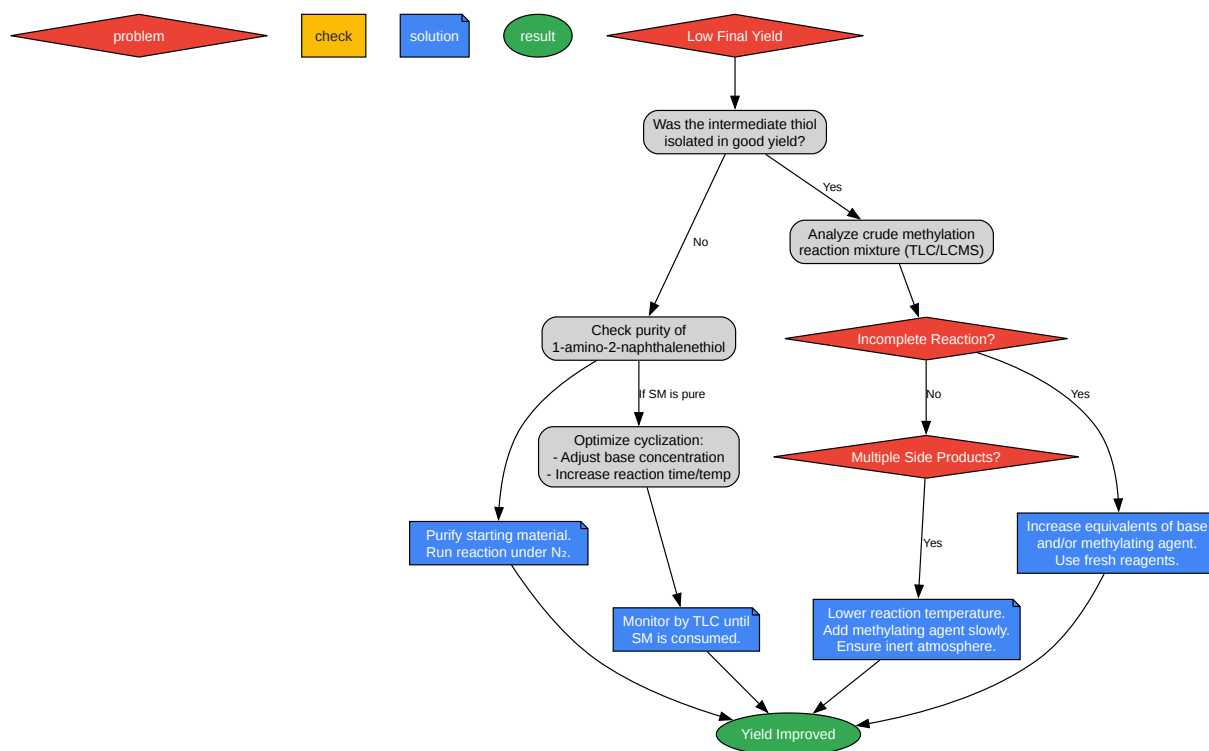 problem
check
solution
result
Low Final Yield
Was the intermediate thiol
isolated in good yield?
Yes
No
Analyze crude methylation
reaction mixture (TLC/LCMS)
Check purity of
1-amino-2-naphthalenethiol
Incomplete Reaction?
If SM is pure
No
Yes
Optimize cyclization:
- Adjust base concentration
- Increase reaction time/temp
Multiple Side Products?
Purify starting material.
Run reaction under N₂.
Increase equivalents of base
and/or methylating agent.
Use fresh reagents.
Yes
Monitor by TLC until
SM is consumed.
Lower reaction temperature.
Add methylating agent slowly.
Ensure inert atmosphere.
Yield Improved